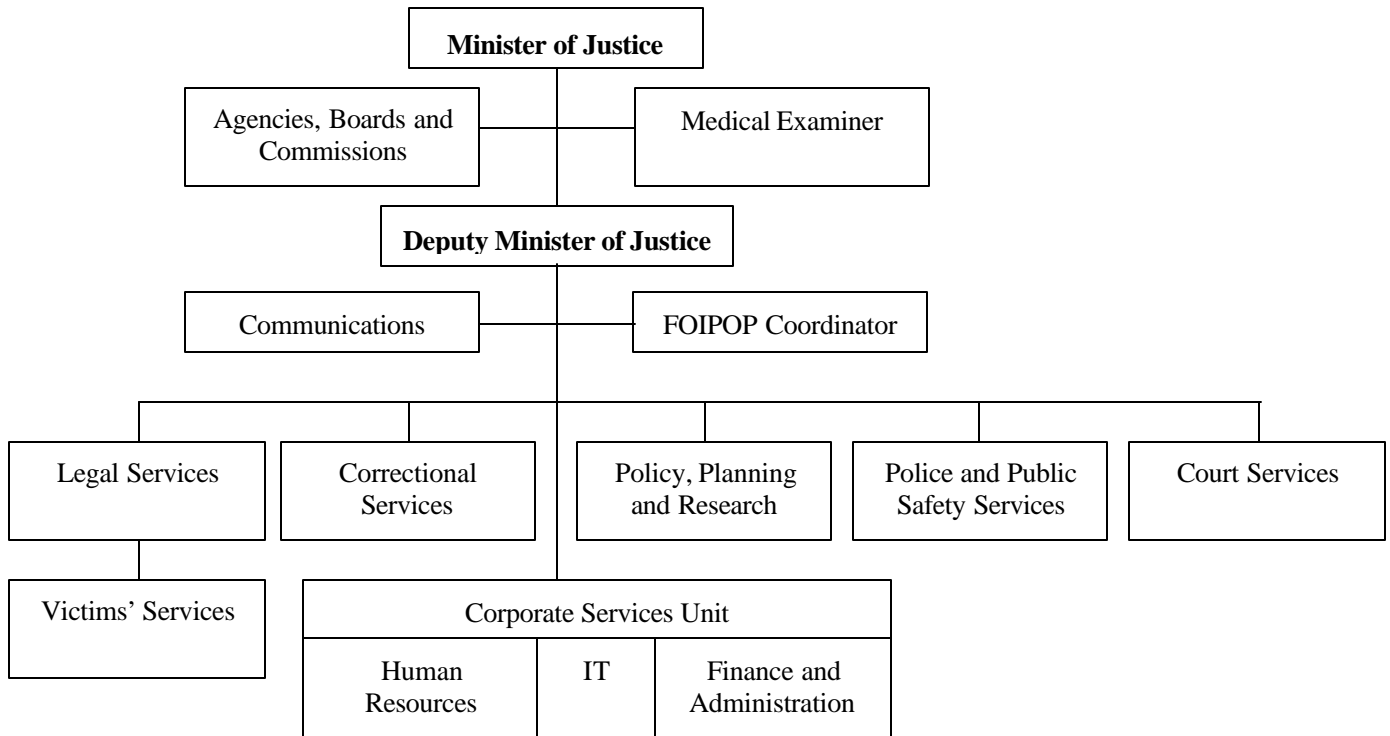 Minister of Justice
Agencies, Boards and
Commissions
Medical Examiner
Deputy Minister of Justice
Communications
FOIPOP Coordinator
Legal Services
Correctional
Services
Policy, Planning
and Research
Police and Public
Safety Services
Court Services
Victims’ Services
Corporate Services Unit
Human
Resources
IT
Finance and
Administration